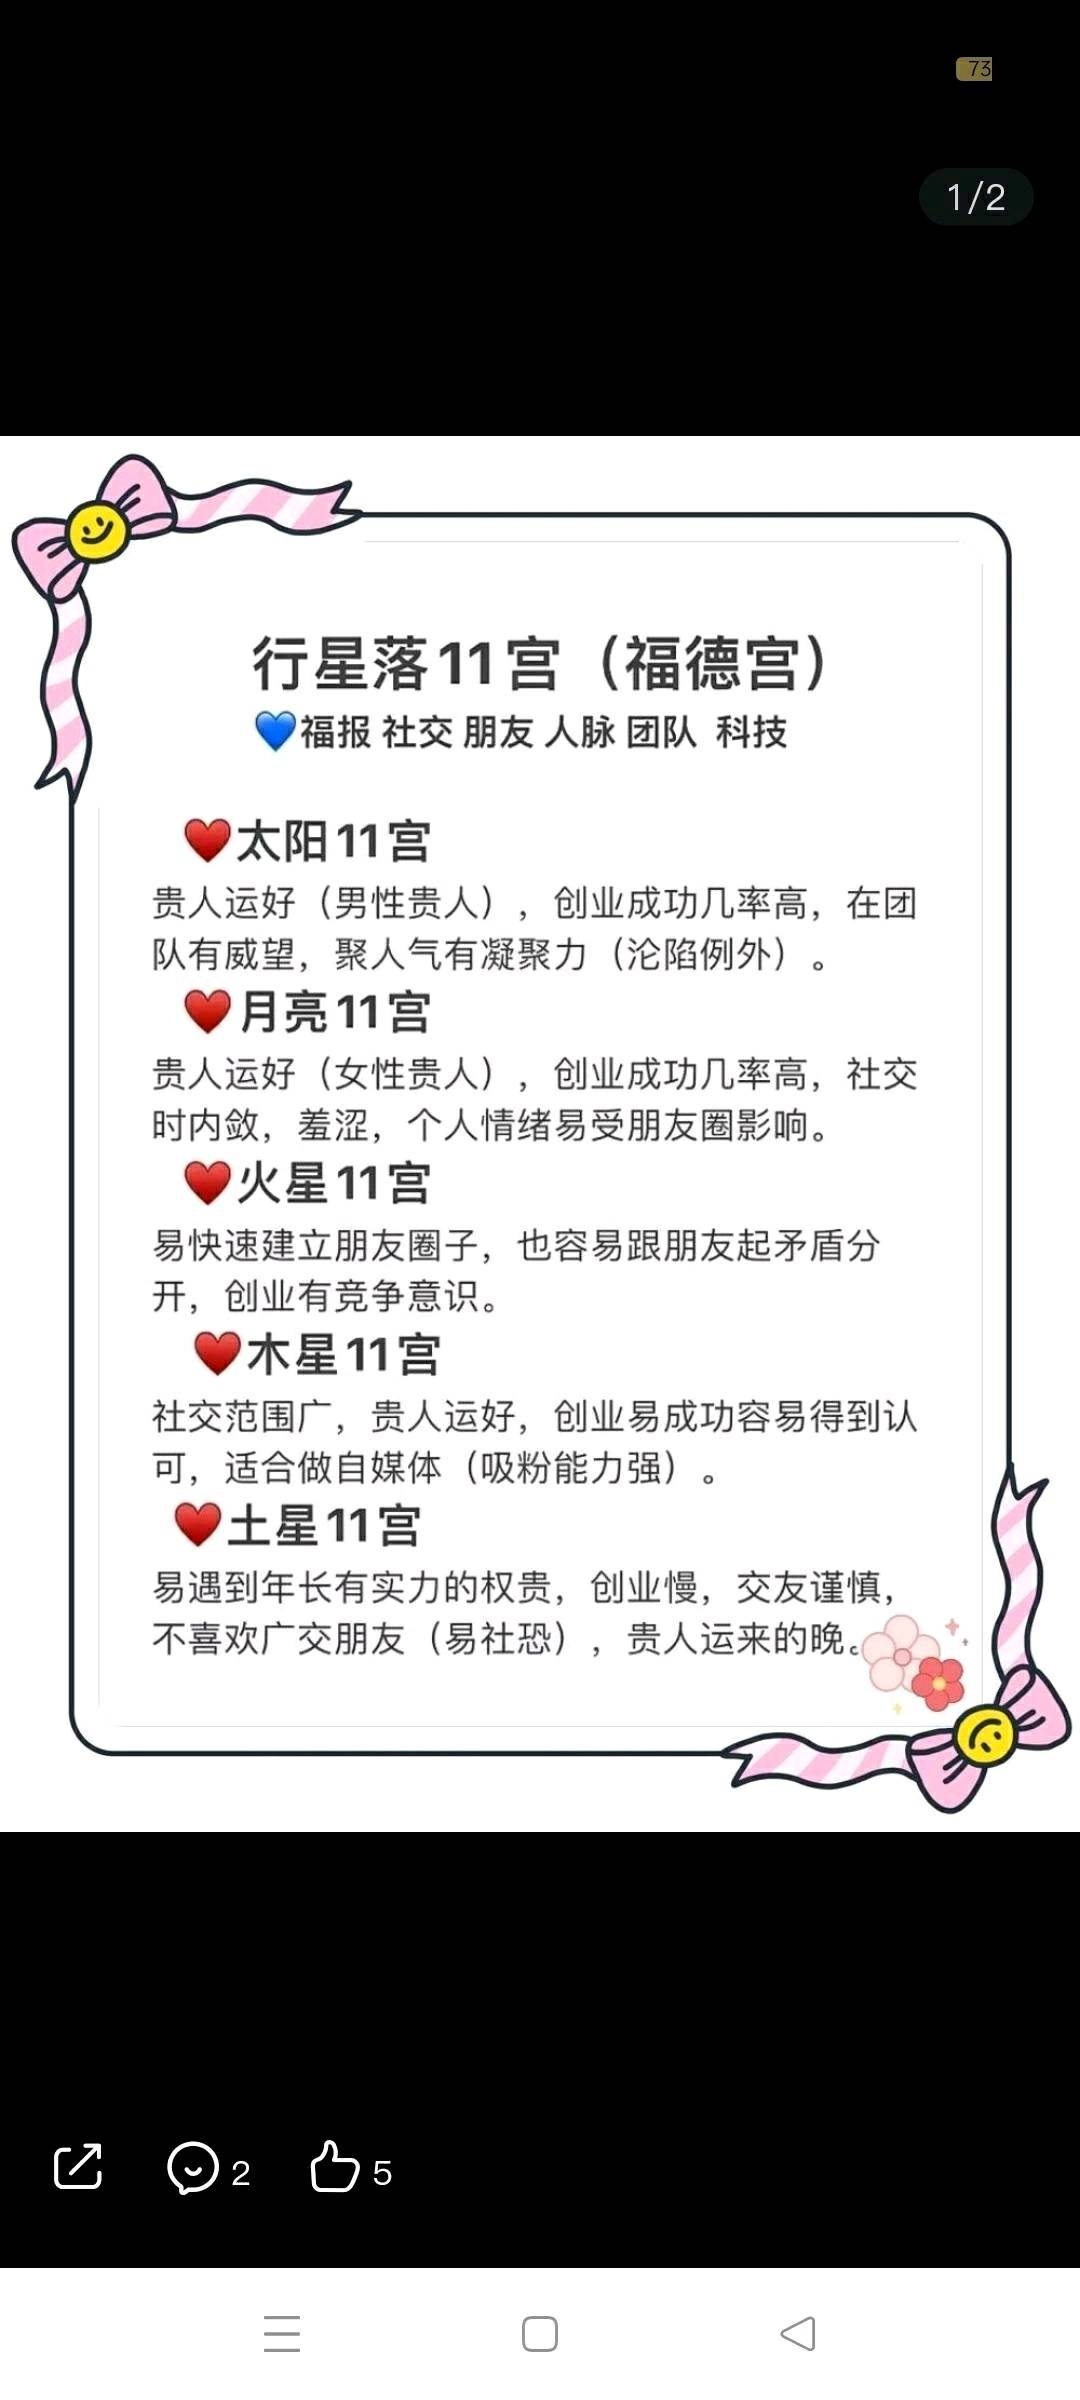 73
1/2
行星落11宫（福德宫）
💙福报 社交 朋友 人脉 团队 科技
❤️太阳11宫
贵人运好（男性贵人），创业成功几率高，在团
队有威望，聚人气有凝聚力（沦陷例外）。
❤️月亮11宫
贵人运好（女性贵人），创业成功几率高，社交
时内敛，羞涩，个人情绪易受朋友圈影响。
❤️火星11宫
易快速建立朋友圈子，也容易跟朋友起矛盾分
开，创业有竞争意识。
❤️木星11宫
社交范围广，贵人运好，创业易成功容易得到认
可，适合做自媒体（吸粉能力强）。
❤️土星11宫
易遇到年长有实力的权贵，创业慢，交友谨慎，
不喜欢广交朋友（易社恐），贵人运来的晚。
2
5